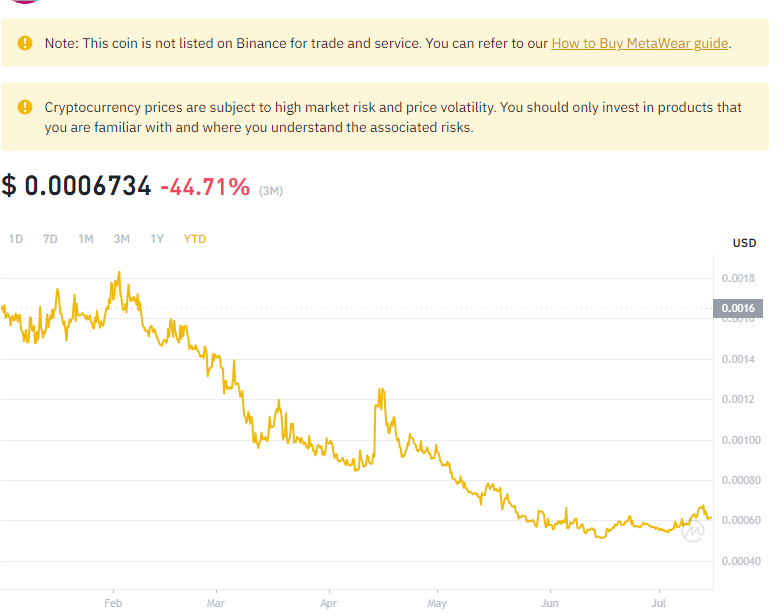 Note: This coin is not listed on Binance for trade and service. You can refer to our How to Buy MetaWear guide.
Cryptocurrency prices are subject to high market risk and price volatility. You should only invest in products that
you are familiar with and where you understand the associated risks.
$ 0.0006734 -44.71% (3M)
1D 7D 1M 3M 1Y YTD
USD
0.0018
0.0016
0.0016
0.0014
0.0012
0.00100
0.00080
0.00060
0.00040
Feb Mar Apr May Jun Jul